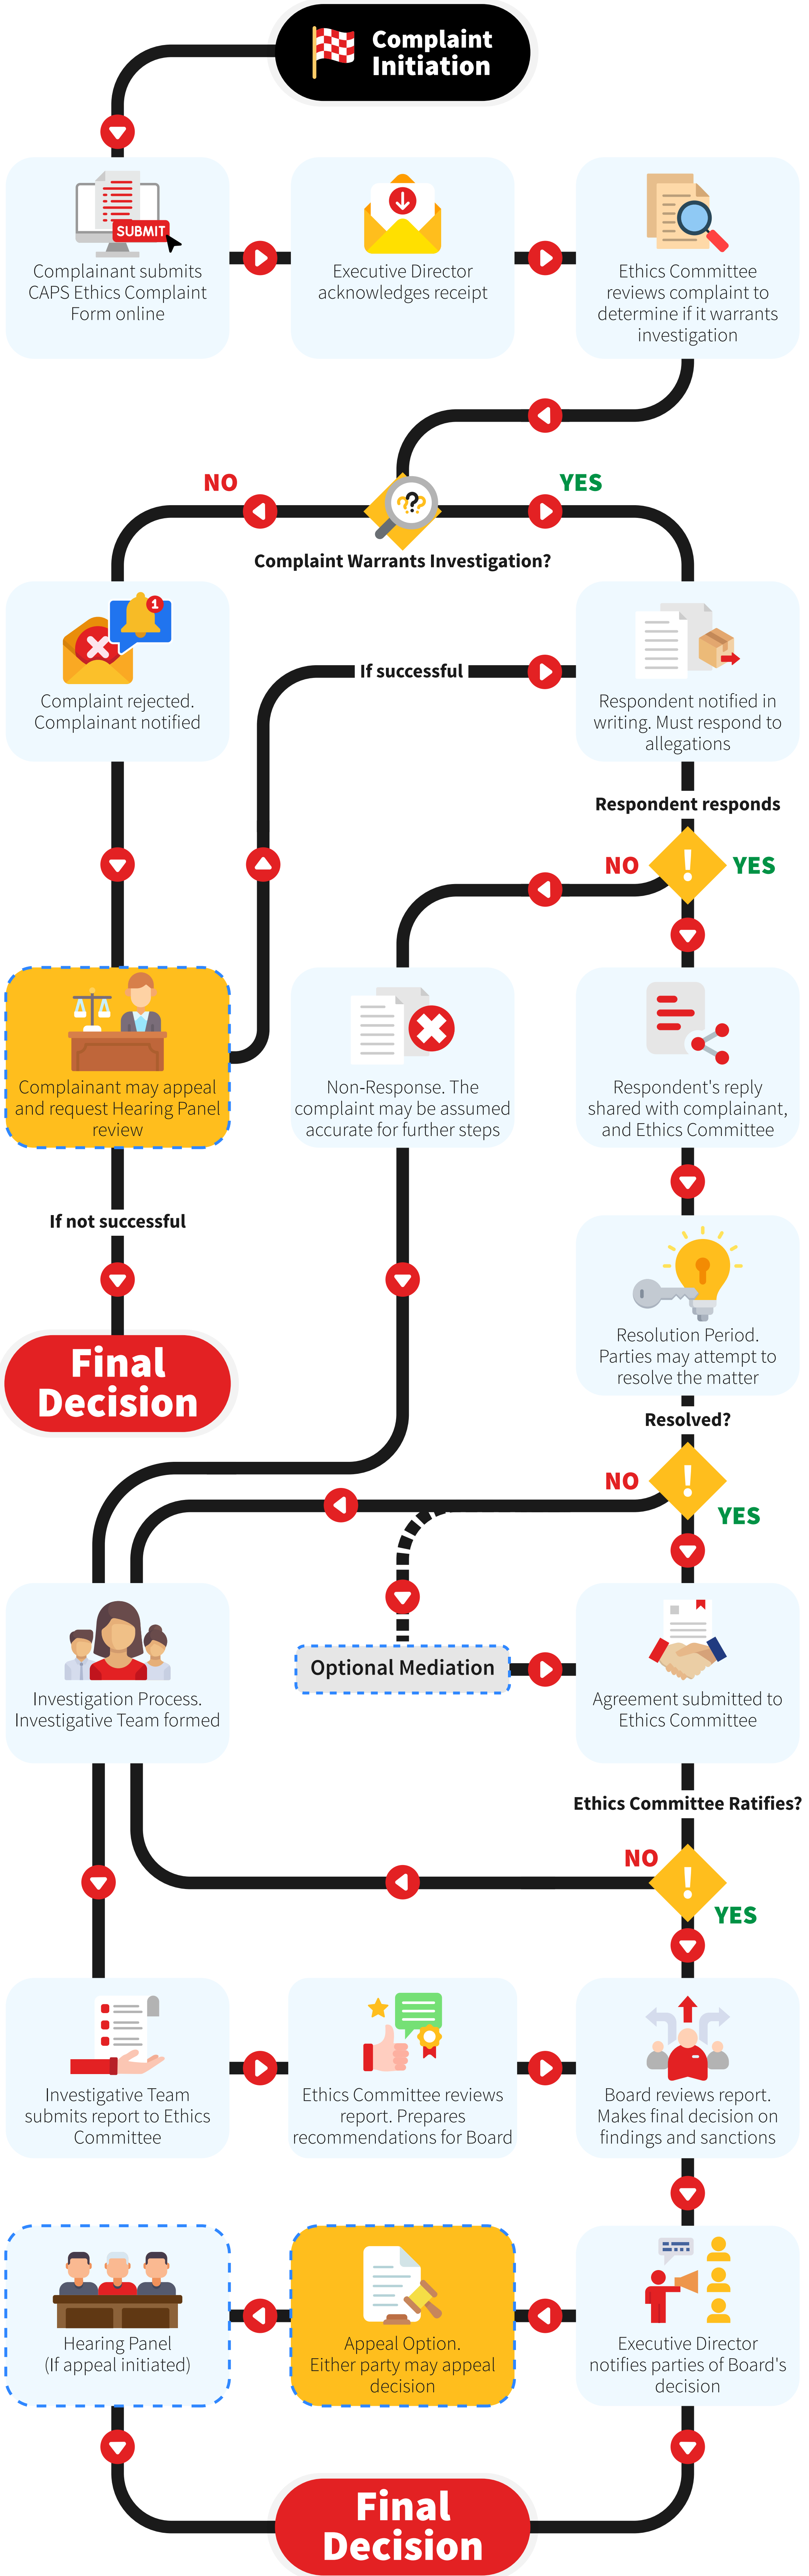 Complaint
Initiation
SUBMIT
Complainant submits
CAPS Ethics Complaint
Form online
Executive Director
acknowledges receipt
Ethics Committee
reviews complaint to
determine if it warrants
investigation
NO
YES
???
Complaint Warrants Investigation?
1
Complaint rejected.
Complainant notified
If successful
Respondent notified in
writing. Must respond to
allegations
Respondent responds
NO
!
YES
Complainant may appeal
and request Hearing Panel
review
Non-Response. The
complaint may be assumed
accurate for further steps
Respondent's reply
shared with complainant,
and Ethics Committee
If not successful
Final
Decision
Resolution Period.
Parties may attempt to
resolve the matter
Resolved?
NO
!
YES
Investigation Process.
Investigative Team formed
Optional Mediation
Agreement submitted to
Ethics Committee
Ethics Committee Ratifies?
NO
!
YES
Investigative Team
submits report to Ethics
Committee
Ethics Committee reviews
report. Prepares
recommendations for Board
Board reviews report.
Makes final decision on
findings and sanctions
Hearing Panel
(If appeal initiated)
Appeal Option.
Either party may appeal
decision
Executive Director
notifies parties of Board's
decision
Final
Decision